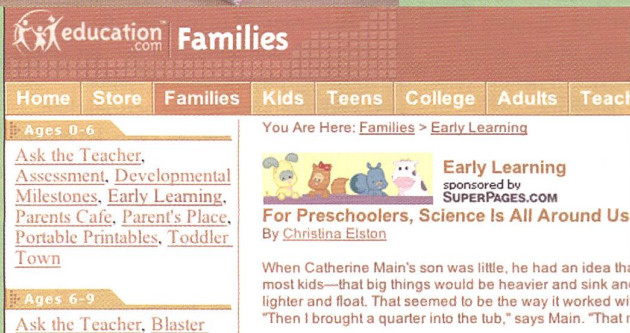 education
.com
Families
Home Store Families Kids Teens College Adults Teach
Ages 0-6
Ask the Teacher,
Assessment, Developmental
Milestones, Early Learning,
Parents Cafe, Parent's Place,
Portable Printables, Toddler
Town
Ages 6-9
Ask the Teacher, Blaster
You Are Here: Families > Early Learning
Early Learning
sponsored by
SUPERPAGES.COM
For Preschoolers, Science Is All Around Us
By Christina Elston
When Catherine Main's son was little, he had an idea tha
most kids—that big things would be heavier and sink and
lighter and float. That seemed to be the way it worked wi
"Then I brought a quarter into the tub," says Main. "That